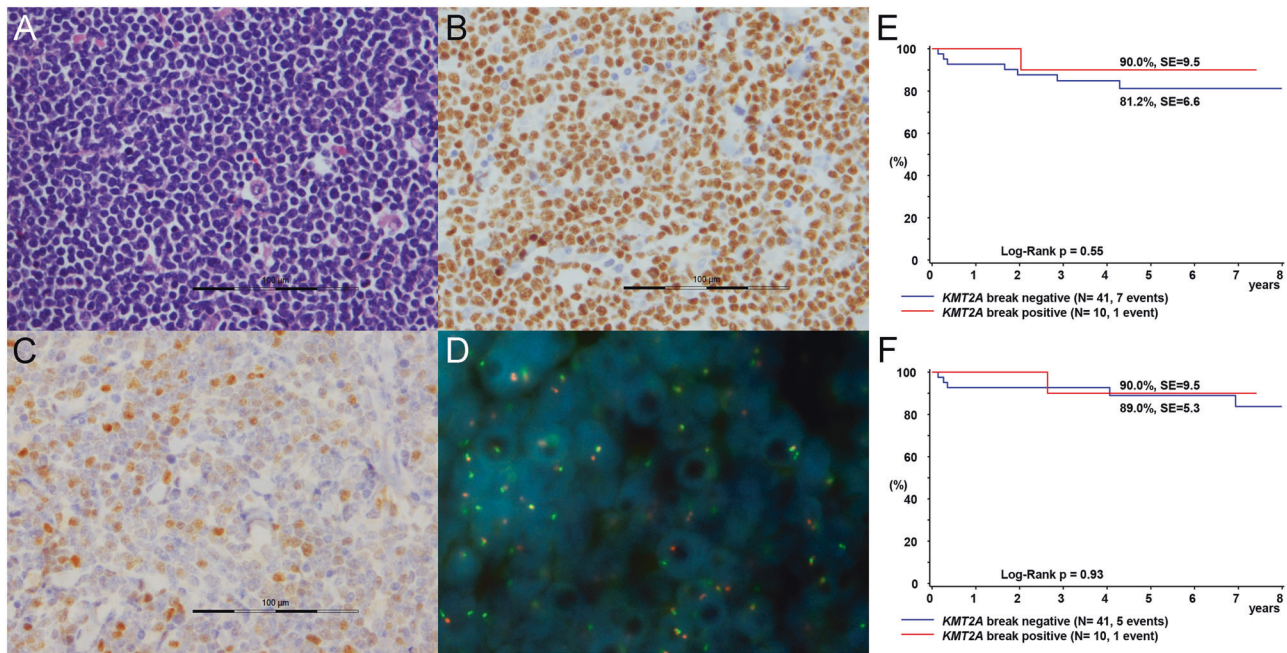 A
100 µm
B
100 µm
C
100 µm
D
E
100
80
60
(%)
40
20
0
90.0%, SE=9.5
81.2%, SE=6.6
Log-Rank p = 0.55
0 1 2 3 4 5 6 7 8
years
KMT2A break negative (N= 41, 7 events)
KMT2A break positive (N= 10, 1 event)
F
100
80
60
(%)
40
20
0
90.0%, SE=9.5
89.0%, SE=5.3
Log-Rank p = 0.93
0 1 2 3 4 5 6 7 8
years
KMT2A break negative (N= 41, 5 events)
KMT2A break positive (N= 10, 1 event)